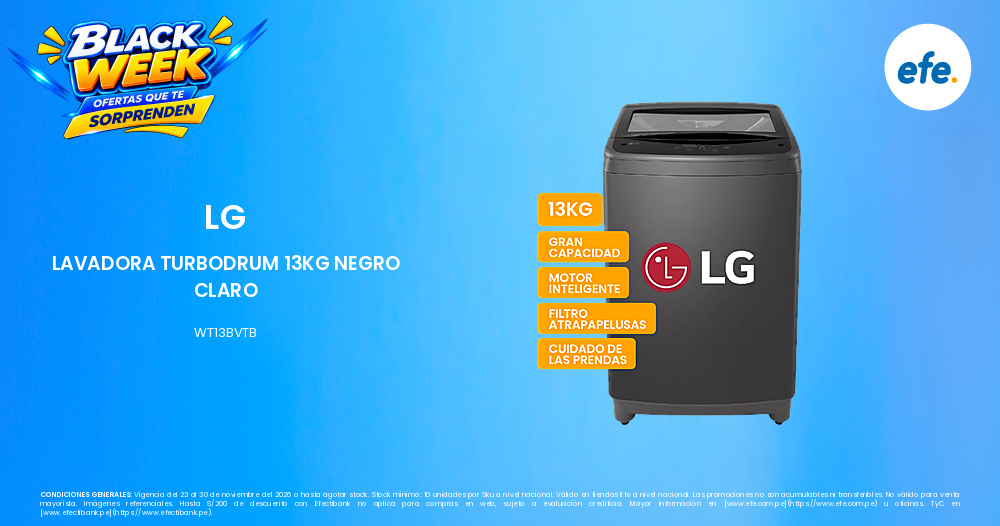 BLACK
WEEK
OFERTAS QUE TE
SORPRENDEN
efe.
LG
LAVADORA TURBODRUM 13KG NEGRO
CLARO
WT13BVTB
13KG
GRAN
CAPACIDAD
MOTOR
INTELIGENTE
FILTRO
ATRAPAPELUSAS
CUIDADO DE
LAS PRENDAS
LG
CONDICIONES GENERALES: Vigencia del 23 al 30 de noviembre del 2026 o hasta agotar stock. Stock mínimo: 10 unidades por Sku a nivel nacional. Válido en tiendas Efe a nivel nacional. Las promociones no son acumulables ni transferibles. No válido para venta
mayorista. Imágenes referenciales. Hasta S/200 de descuento con Efectibank no aplica para compras en web, sujeto a evaluación crediticia. Mayor información en [www.efe.com.pe](https://www.efe.com.pe) u oficinas. TyC en
[www.efectibank.pe](https://www.efectibank.pe).